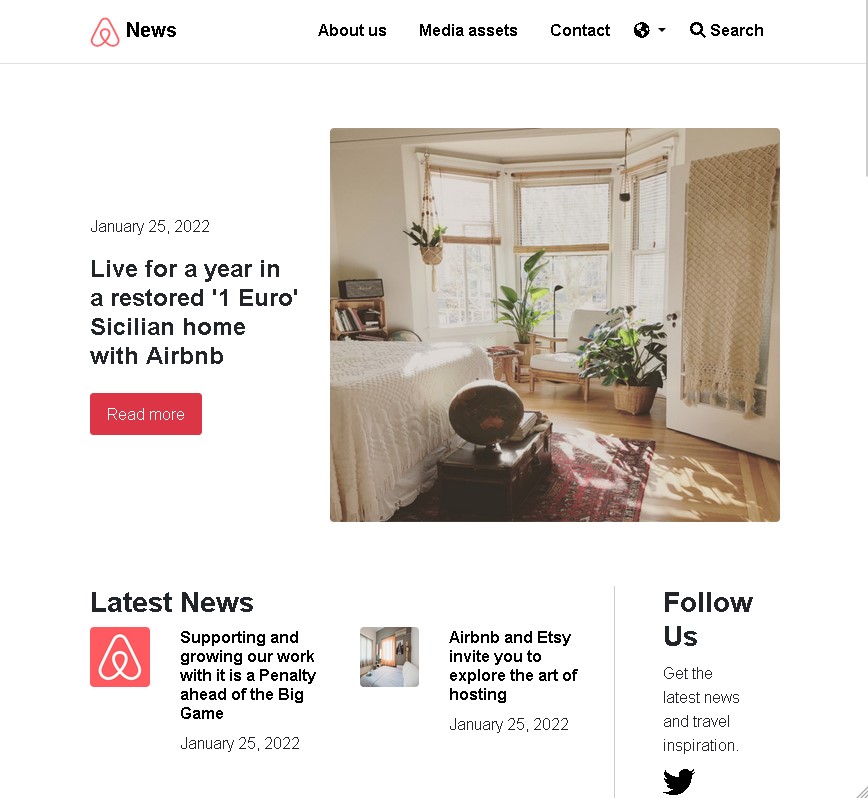 News
About us
Media assets
Contact
Search
January 25, 2022
Live for a year in
a restored '1 Euro'
Sicilian home
with Airbnb
Read more
Latest News
Supporting and
growing our work
with it is a Penalty
ahead of the Big
Game
January 25, 2022
Airbnb and Etsy
invite you to
explore the art of
hosting
January 25, 2022
Follow
Us
Get the
latest news
and travel
inspiration.